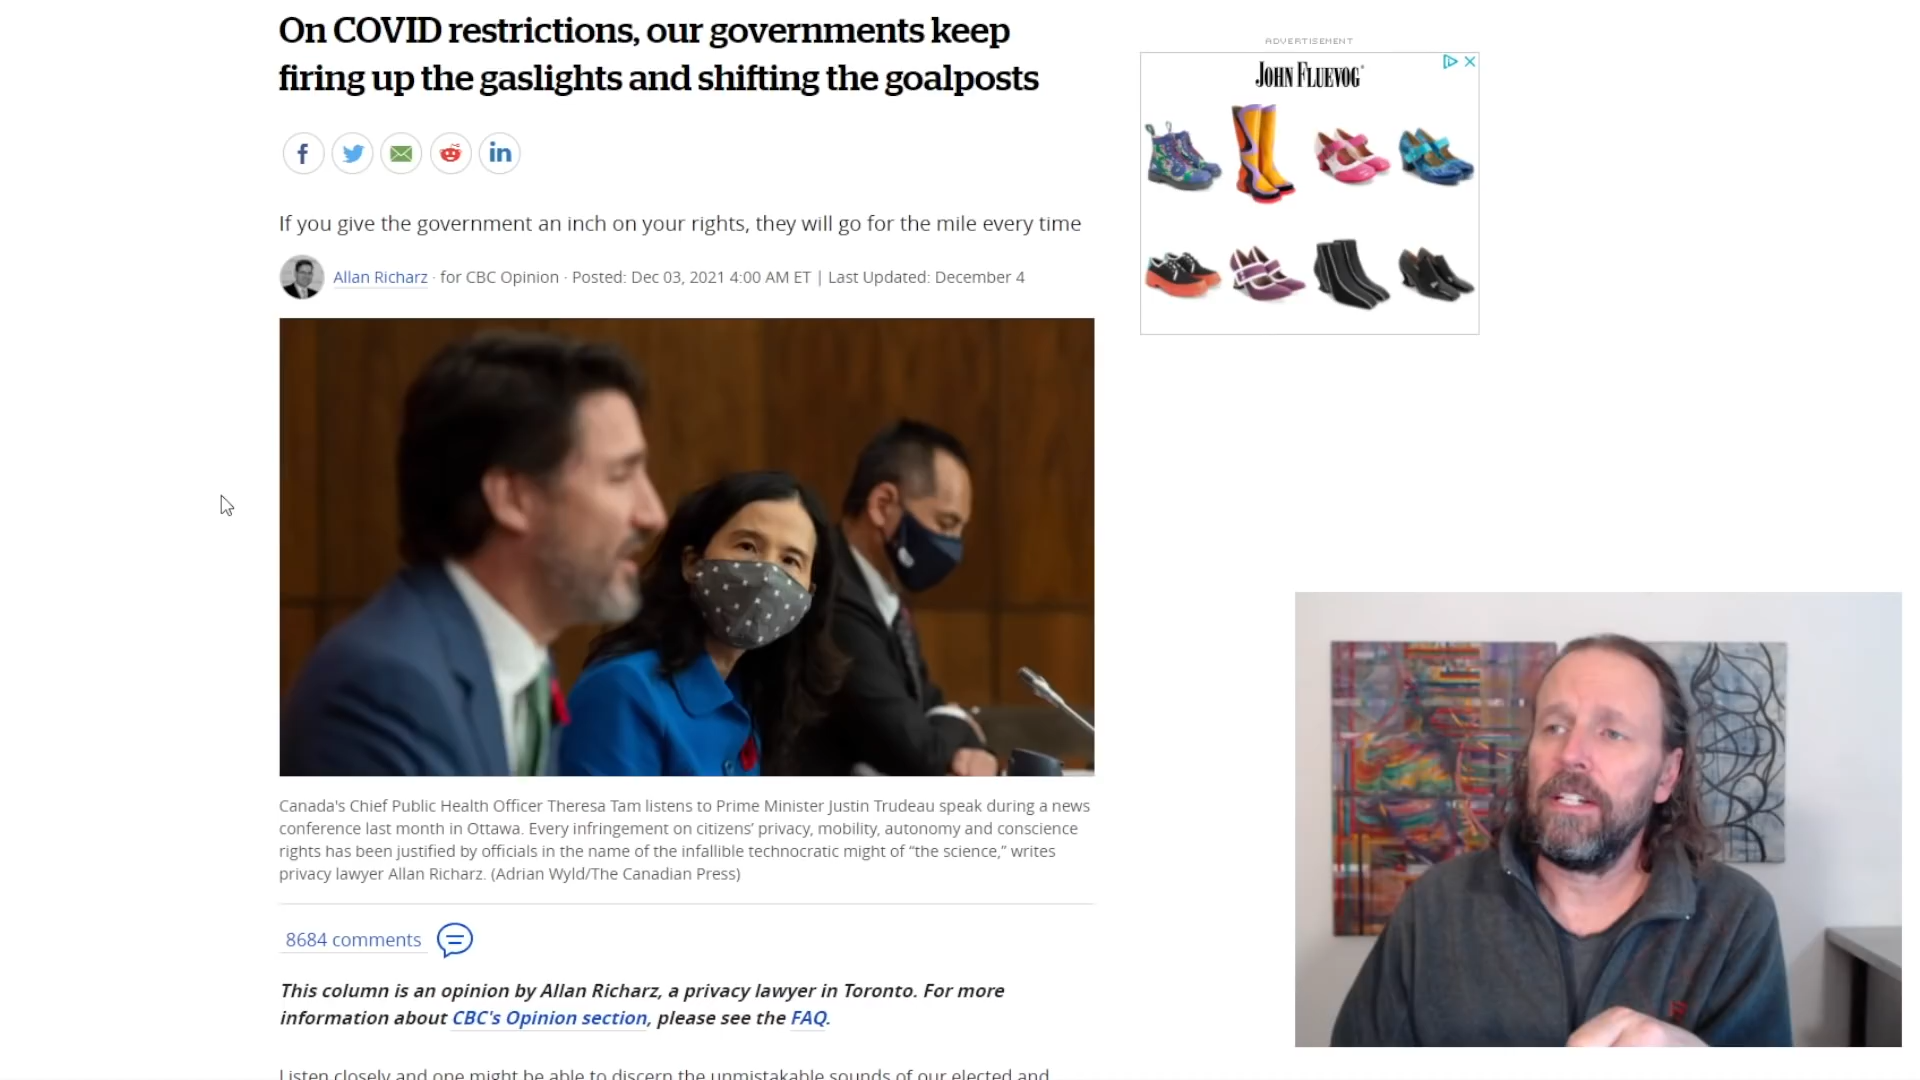 On COVID restrictions, our governments keep
firing up the gaslights and shifting the goalposts
If you give the government an inch on your rights, they will go for the mile every time
Allan Richarz · for CBC Opinion · Posted: Dec 03, 2021 4:00 AM ET | Last Updated: December 4
Canada's Chief Public Health Officer Theresa Tam listens to Prime Minister Justin Trudeau speak during a news
conference last month in Ottawa. Every infringement on citizens' privacy, mobility, autonomy and conscience
rights has been justified by officials in the name of the infallible technocratic might of "the science," writes
privacy lawyer Allan Richarz. (Adrian Wyld/The Canadian Press)
8684 comments
This column is an opinion by Allan Richarz, a privacy lawyer in Toronto. For more
information about CBC's Opinion section, please see the FAQ.
Listen closely and one might be able to discern the unmistakable sounds of our elected and
ADVERTISEMENT
JOHN FLUEVOG